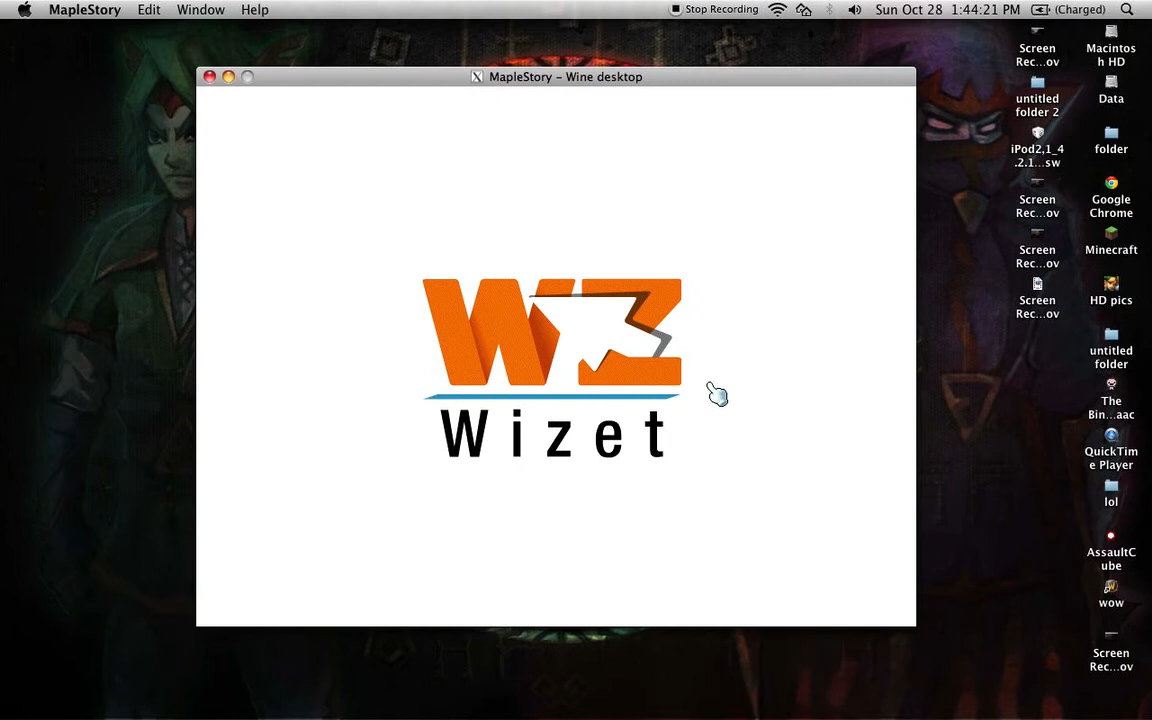 MapleStory Edit Window Help Stop Recording Sun Oct 28 1:44:21 PM (Charged)
MapleStory – Wine desktop
WZ
Wizet
Screen
Rec...ov
Macintos
h HD
untitled
folder 2
Data
iPod2,1_4
.2.1...sw
folder
Screen
Rec...ov
Google
Chrome
Screen
Rec...ov
Minecraft
Screen
Rec...ov
HD pics
untitled
folder
The
Bin...aac
QuickTim
e Player
lol
AssaultC
ube
wow
Screen
Rec...ov